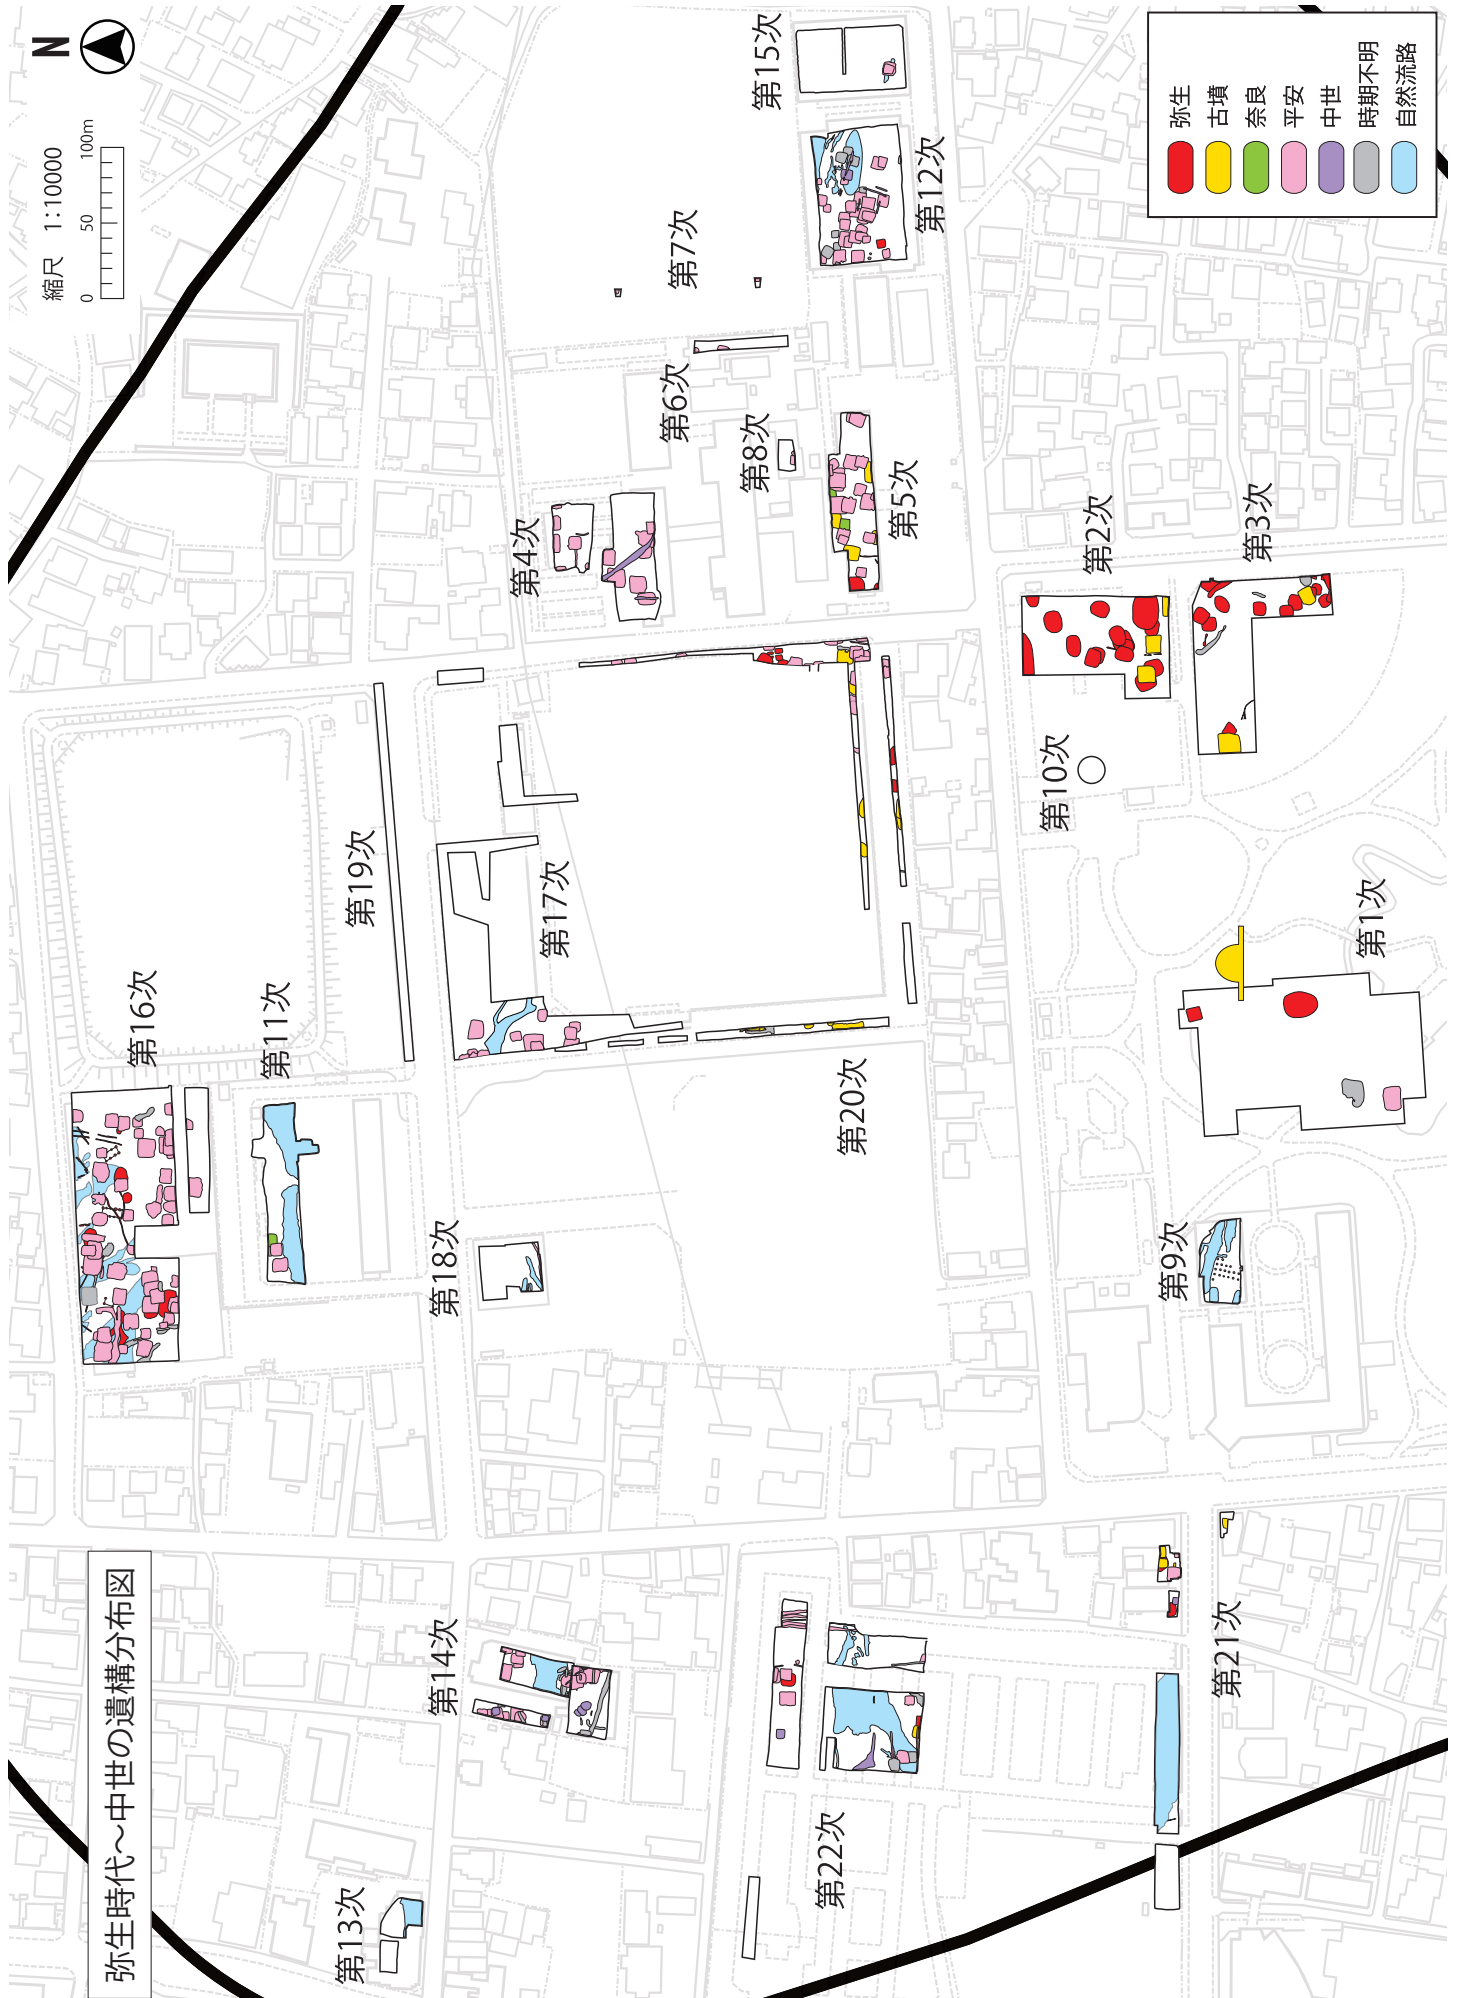 弥生時代～中世の遺構分布図
N
縮尺 1:10000
0 50 100m
第16次
第11次
第19次
第13次
第14次
第18次
第17次
第4次
第6次
第7次
第15次
第8次
第12次
第5次
第20次
第22次
第10次
第2次
第9次
第21次
第3次
第1次
弥生
古墳
奈良
平安
中世
時期不明
自然流路